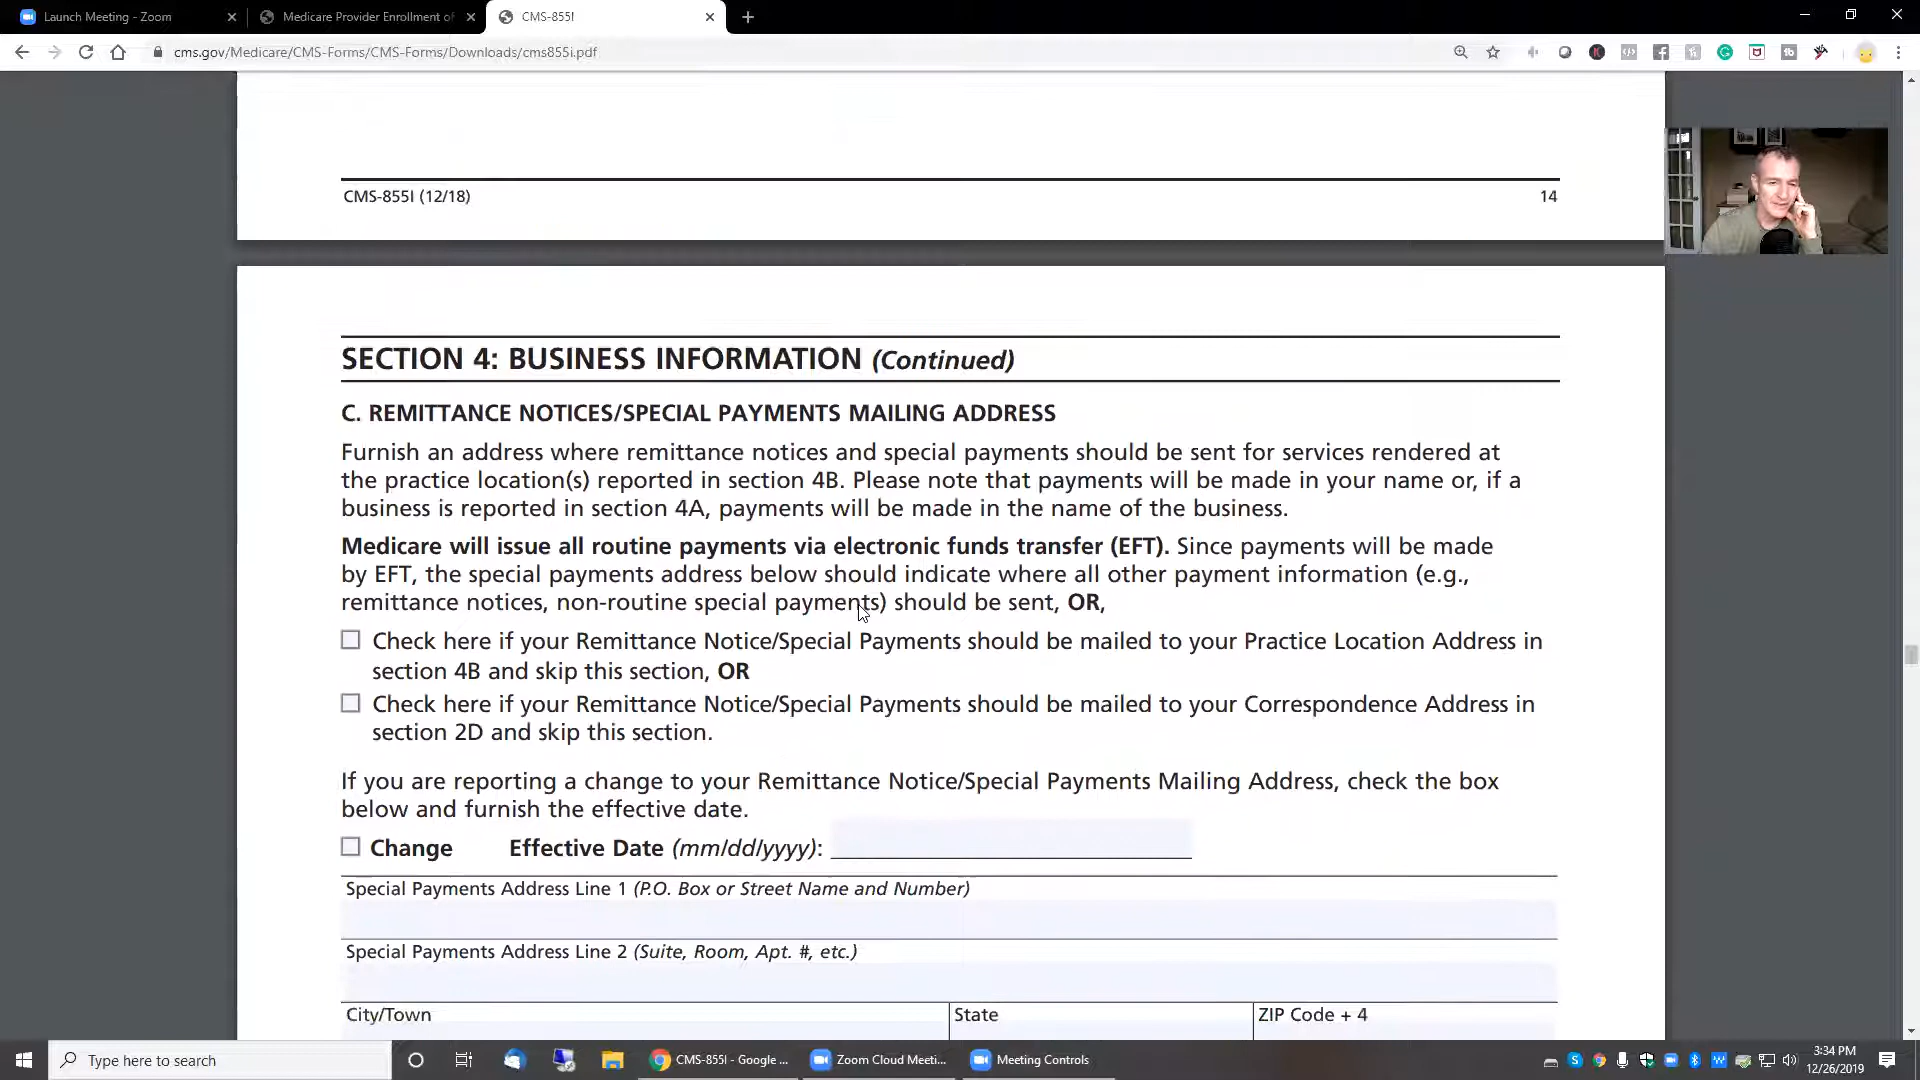 Launch Meeting - Zoom
Medicare Provider Enrollment of
CMS-855I
cms.gov/Medicare/CMS-Forms/CMS-Forms/Downloads/cms855i.pdf
CMS-855I (12/18)
14
SECTION 4: BUSINESS INFORMATION (Continued)
C. REMITTANCE NOTICES/SPECIAL PAYMENTS MAILING ADDRESS
Furnish an address where remittance notices and special payments should be sent for services rendered at
the practice location(s) reported in section 4B. Please note that payments will be made in your name or, if a
business is reported in section 4A, payments will be made in the name of the business.
Medicare will issue all routine payments via electronic funds transfer (EFT). Since payments will be made
by EFT, the special payments address below should indicate where all other payment information (e.g.,
remittance notices, non-routine special payments) should be sent, OR,
Check here if your Remittance Notice/Special Payments should be mailed to your Practice Location Address in
section 4B and skip this section, OR
Check here if your Remittance Notice/Special Payments should be mailed to your Correspondence Address in
section 2D and skip this section.
If you are reporting a change to your Remittance Notice/Special Payments Mailing Address, check the box
below and furnish the effective date.
Change Effective Date (mm/dd/yyyy):
Special Payments Address Line 1 (P.O. Box or Street Name and Number)
Special Payments Address Line 2 (Suite, Room, Apt. #, etc.)
City/Town State ZIP Code + 4
Type here to search
CMS-855I - Google ...
Zoom Cloud Meeti...
Meeting Controls
3:34 PM
12/26/2019